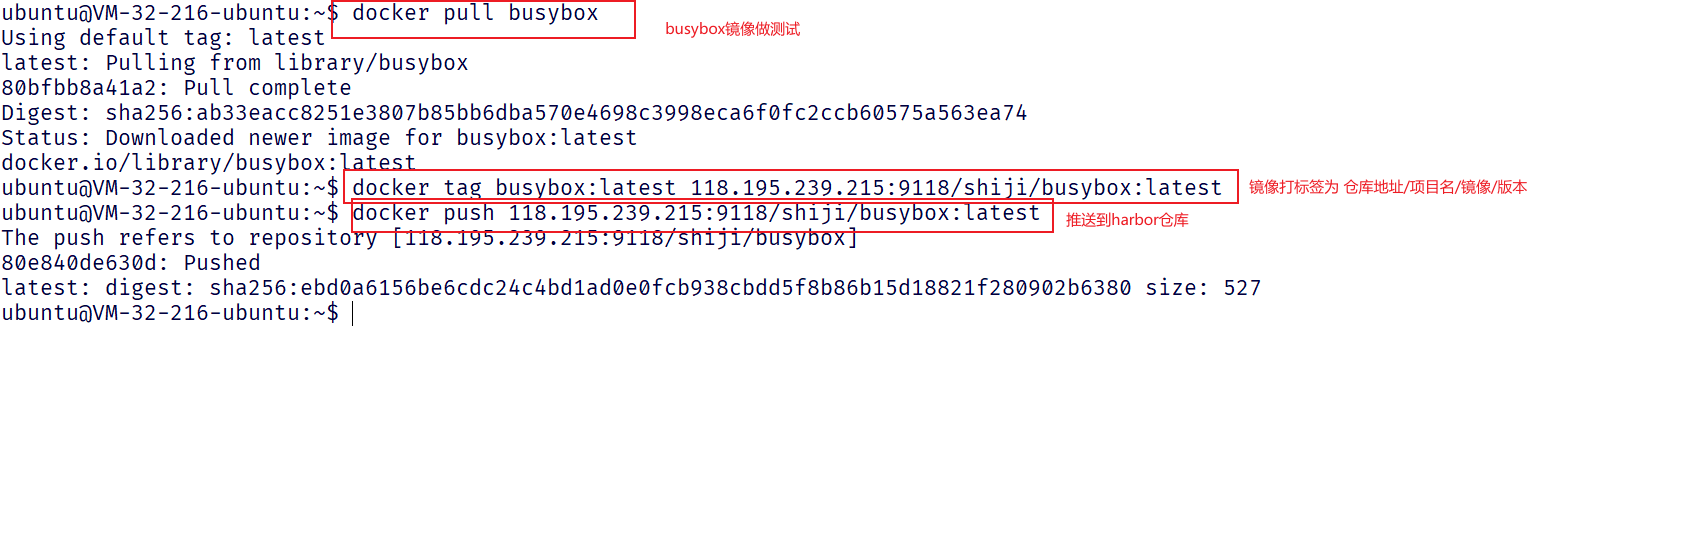 ubuntu@VM-32-216-ubuntu:~$ docker pull busybox
busybox镜像做测试
Using default tag: latest
latest: Pulling from library/busybox
80bfbb8a41a2: Pull complete
Digest: sha256:ab33eacc8251e3807b85bb6dba570e4698c3998eca6f0fc2ccb60575a563ea74
Status: Downloaded newer image for busybox:latest
docker.io/library/busybox:latest
ubuntu@VM-32-216-ubuntu:~$ docker tag busybox:latest 118.195.239.215:9118/shiji/busybox:latest
镜像打标签为 仓库地址/项目名/镜像/版本
ubuntu@VM-32-216-ubuntu:~$ docker push 118.195.239.215:9118/shiji/busybox:latest
推送到harbor仓库
The push refers to repository [118.195.239.215:9118/shiji/busybox]
80e840de630d: Pushed
latest: digest: sha256:ebd0a6156be6cdc24c4bd1ad0e0fcb938cbdd5f8b86b15d18821f280902b6380 size: 527
ubuntu@VM-32-216-ubuntu:~$